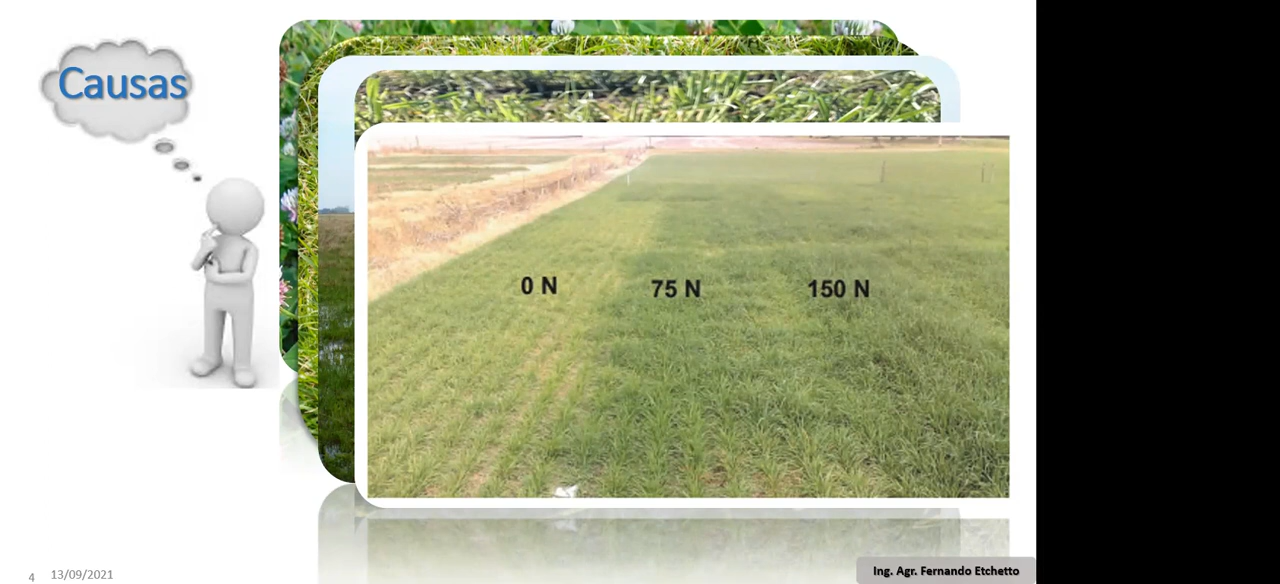 Causas
0 N
75 N
150 N
4
13/09/2021
Ing. Agr. Fernando Etchetto